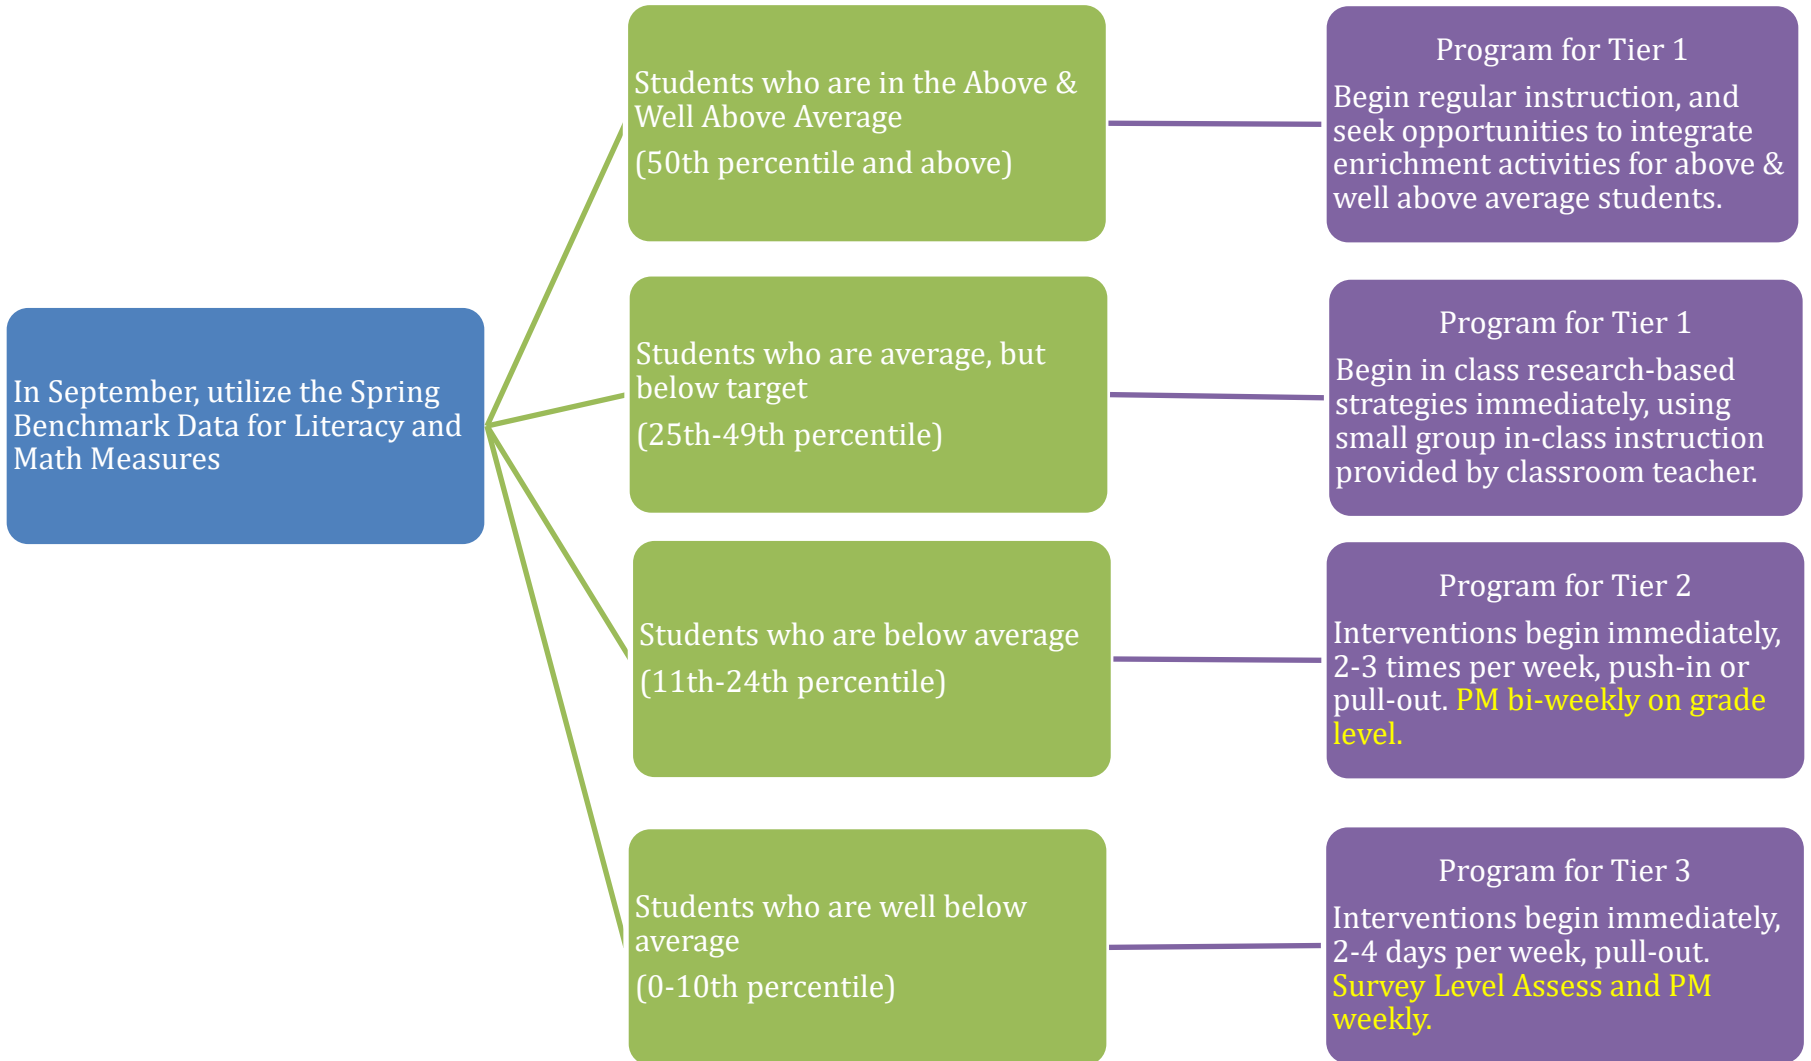 In September, utilize the Spring
Benchmark Data for Literacy and
Math Measures
Students who are in the Above &
Well Above Average
(50th percentile and above)
Program for Tier 1
Begin regular instruction, and
seek opportunities to integrate
enrichment activities for above &
well above average students.
Students who are average, but
below target
(25th-49th percentile)
Program for Tier 1
Begin in class research-based
strategies immediately, using
small group in-class instruction
provided by classroom teacher.
Students who are below average
(11th-24th percentile)
Program for Tier 2
Interventions begin immediately,
2-3 times per week, push-in or
pull-out. PM bi-weekly on grade
level.
Students who are well below
average
(0-10th percentile)
Program for Tier 3
Interventions begin immediately,
2-4 days per week, pull-out.
Survey Level Assess and PM
weekly.